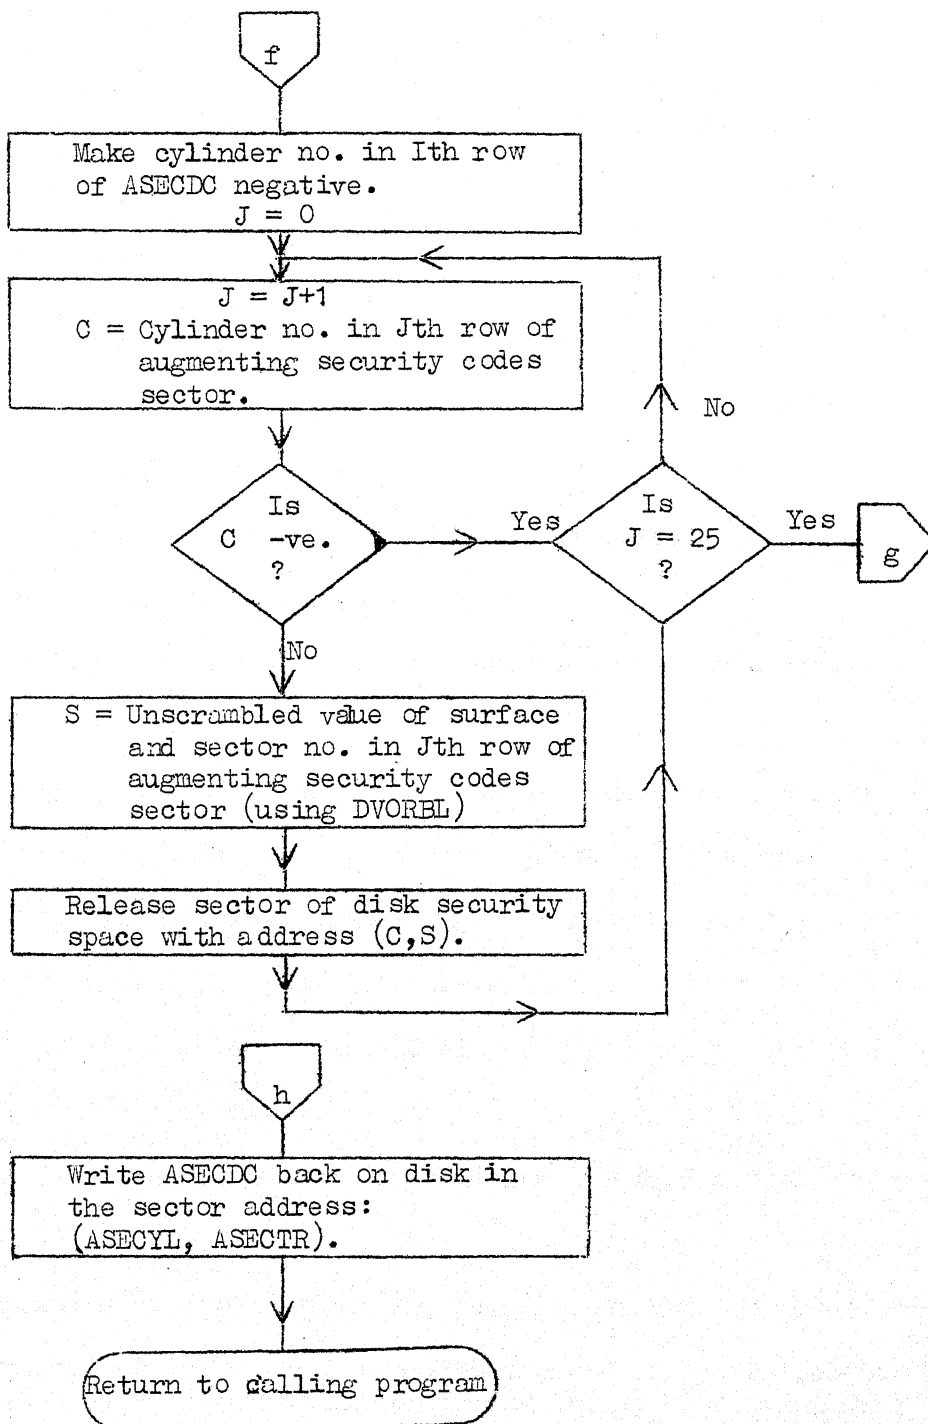 f
Make cylinder no. in Ith row
of ASECDC negative.
J = 0
J = J+1
C = Cylinder no. in Jth row of
augmenting security codes
sector.
No
Is
C -ve.
?
Yes
Is
J = 25
?
Yes
g
No
S = Unscrambled value of surface
and sector no. in Jth row of
augmenting security codes
sector (using DVORBL)
Release sector of disk security
space with address (C,S).
h
Write ASECDC back on disk in
the sector address:
(ASECYL, ASECTR).
Return to calling program